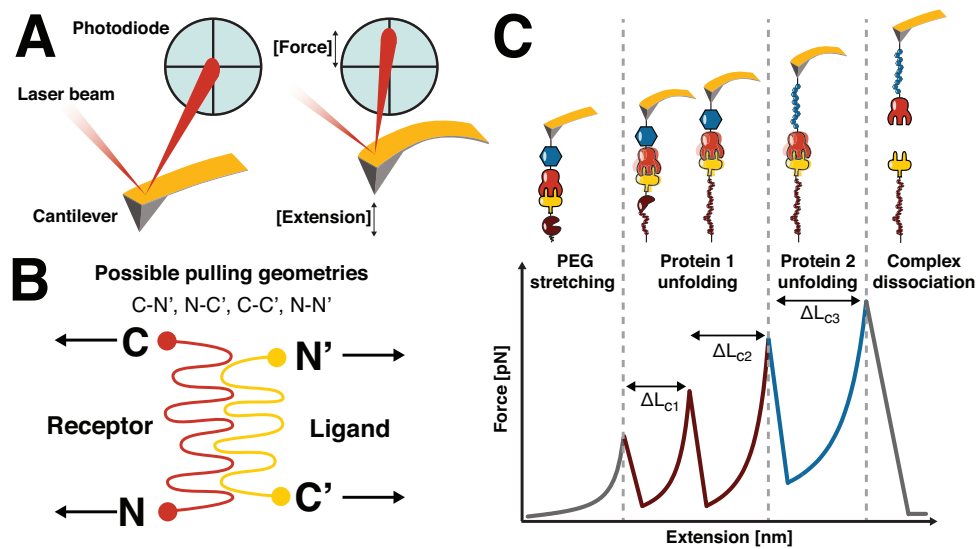 A
Photodiode
[Force]
Laser beam
Cantilever
[Extension]
B
Possible pulling geometries
C-N’, N-C’, C-C’, N-N’
C
N’
Receptor
Ligand
N
C’
C
PEG
stretching
Protein 1
unfolding
Protein 2
unfolding
Complex
dissociation
ΔLC1
ΔLC2
ΔLC3
Force [pN]
Extension [nm]